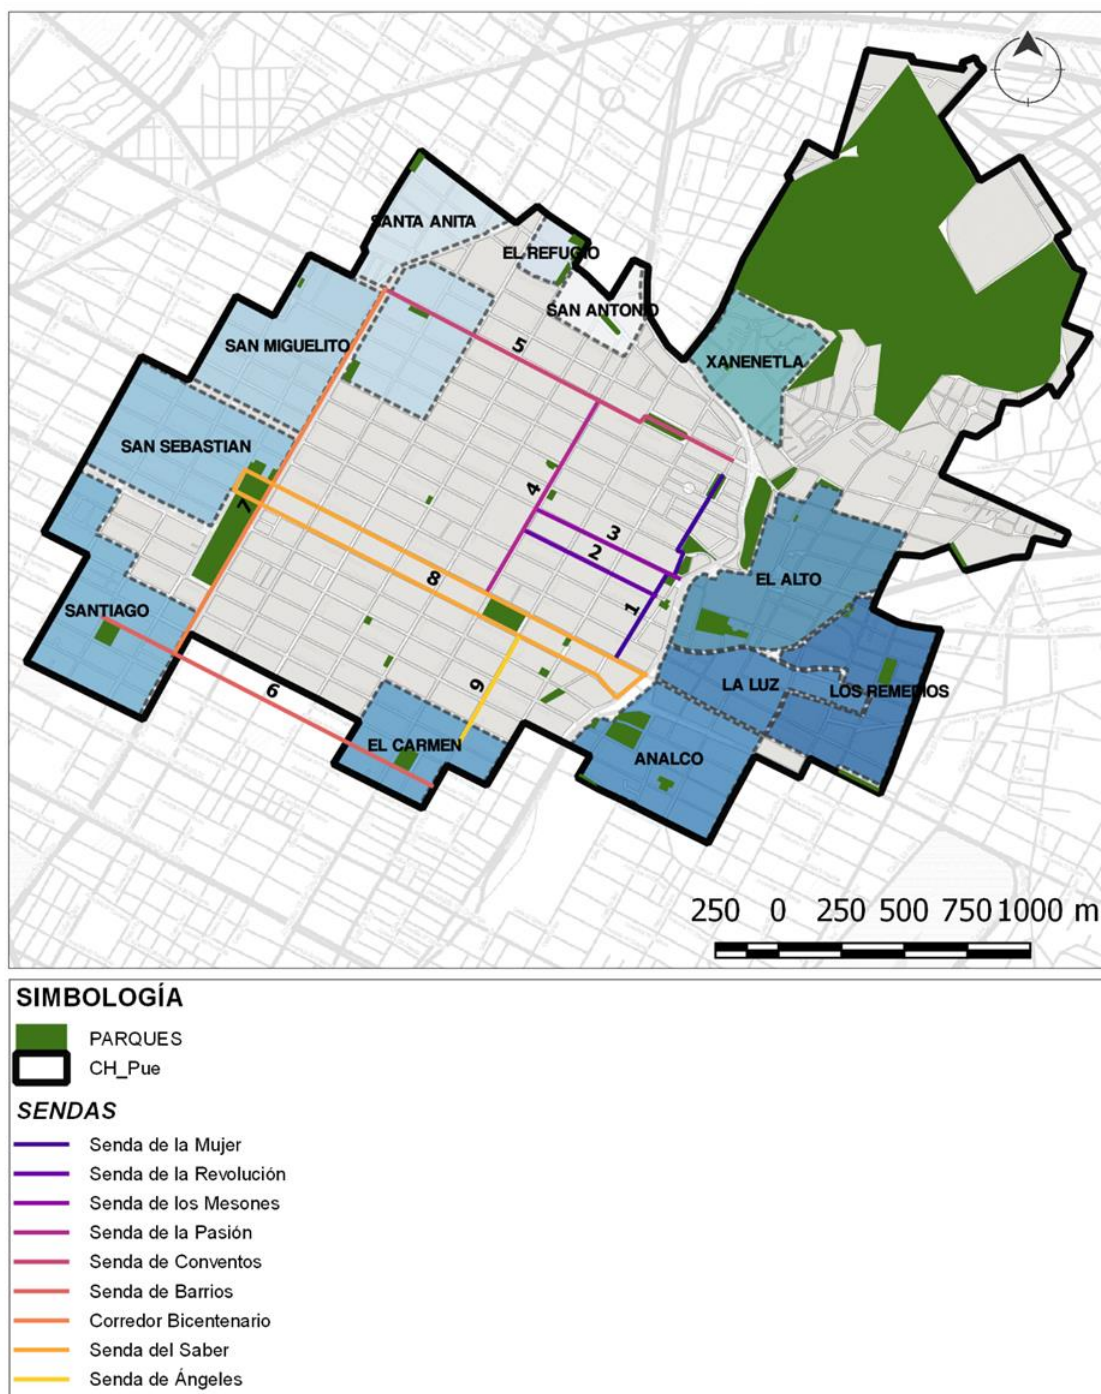 SANTA ANITA
EL REFUGIO
SAN ANTONIO
SAN MIGUELITO
5
XANENETLA
SAN SEBASTIAN
4
7
3
2
8
EL ALTO
1
SANTIAGO
9
6
LA LUZ
LOS REMEDIOS
EL CARMEN
ANALCO
250 0 250 500 750 1000 m
SIMBOLOGÍA
PARQUES
CH_Pue
SENDAS
Senda de la Mujer
Senda de la Revolución
Senda de los Mesones
Senda de la Pasión
Senda de Conventos
Senda de Barrios
Corredor Bicentenario
Senda del Saber
Senda de Ángeles